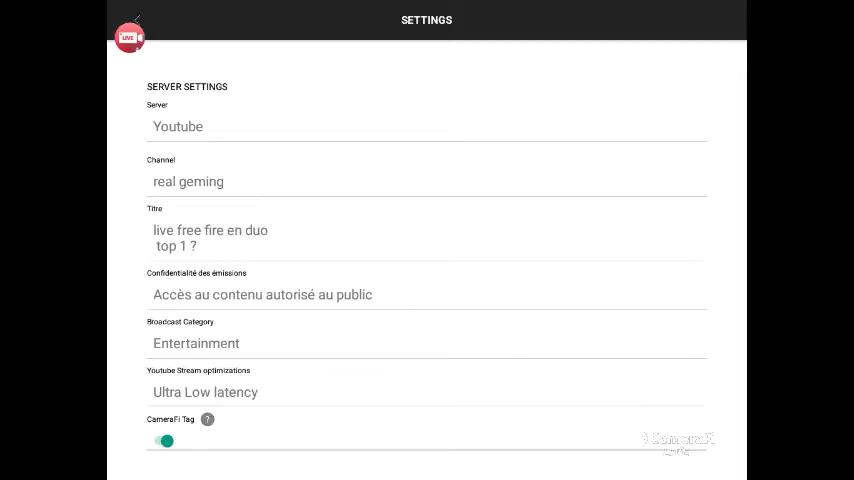 SETTINGS
LIVE
SERVER SETTINGS
Server
Youtube
Channel
real geming
Titre
live free fire en duo
top 1 ?
Confidentialité des émissions
Accès au contenu autorisé au public
Broadcast Category
Entertainment
Youtube Stream optimizations
Ultra Low latency
CameraFi Tag ?
CameraFi